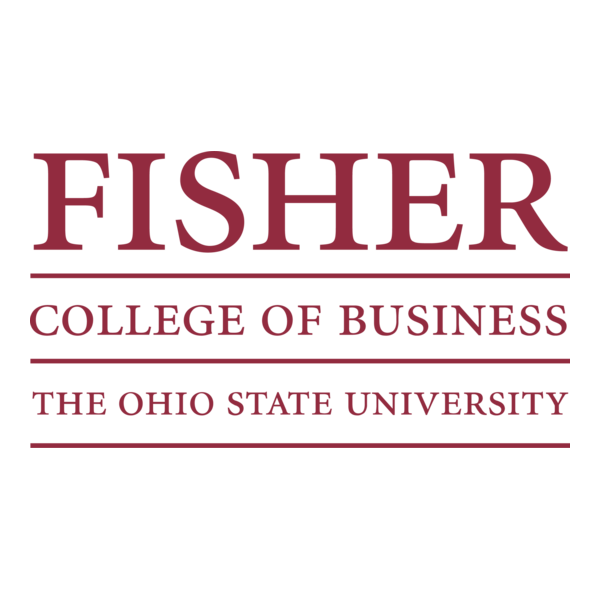 FISHER
COLLEGE OF BUSINESS
THE OHIO STATE UNIVERSITY